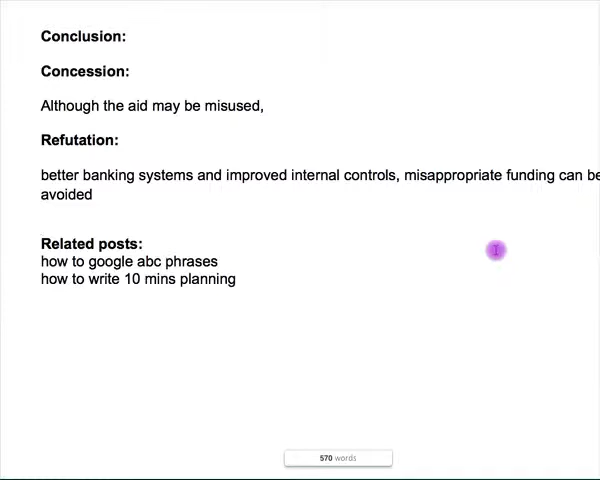 Conclusion:
Concession:
Although the aid may be misused,
Refutation:
better banking systems and improved internal controls, misappropriate funding can be
avoided
Related posts:
how to google abc phrases
how to write 10 mins planning
570 words